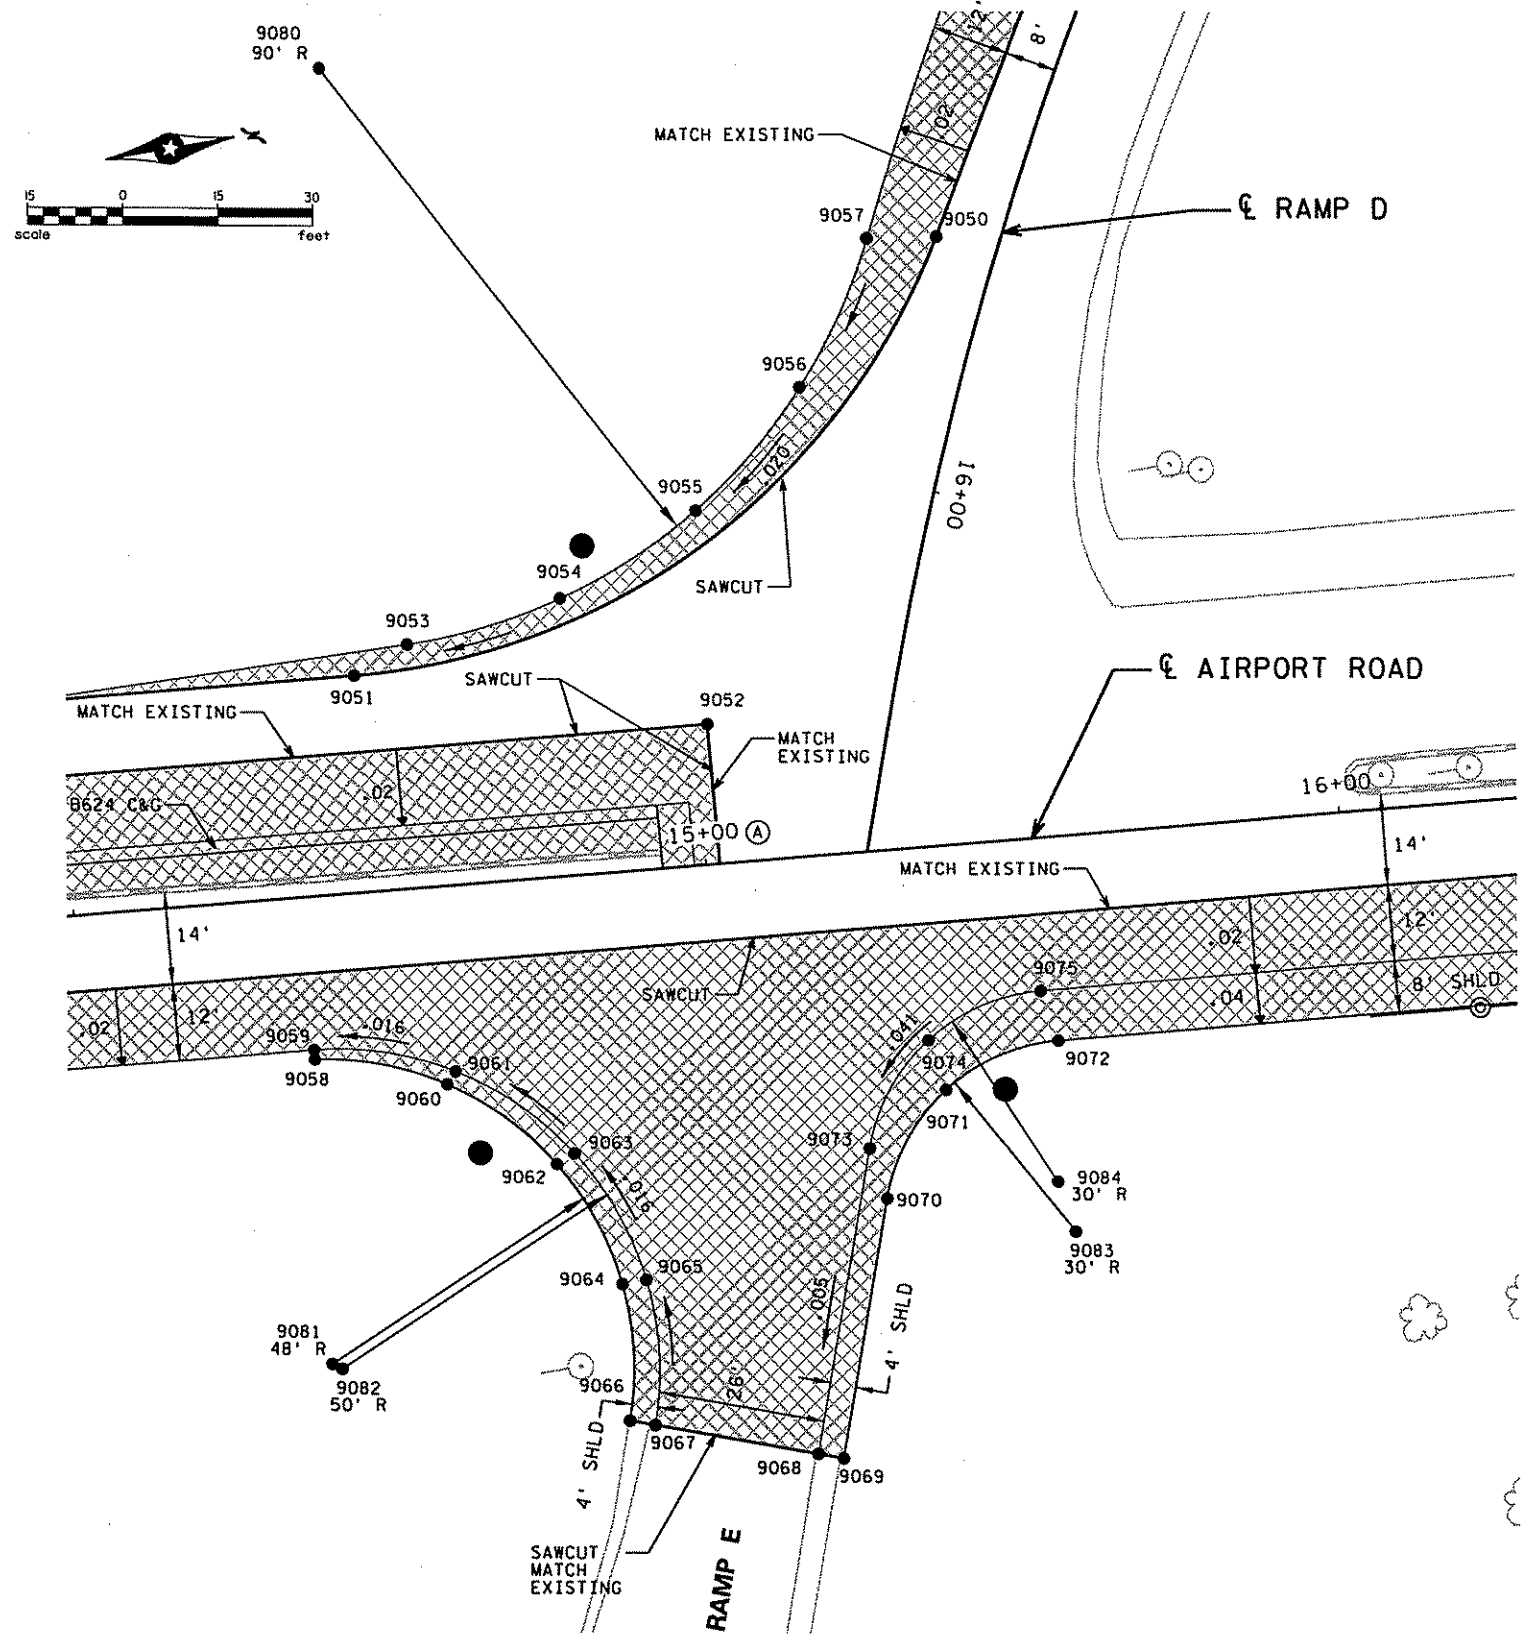 9080
90' R
12'
8'
.02
MATCH EXISTING
15 0 15 30
scale feet
℄ RAMP D
9057
9050
9056
.020
9055
16+00
9054
SAWCUT
9053
9051
SAWCUT
℄ AIRPORT ROAD
MATCH EXISTING
9052
MATCH
EXISTING
.02
B624 C&G
15+00 A
16+00
14'
14'
MATCH EXISTING
12'
.02
SAWCUT
9075
8' SHLD
.04
.02
12'
.016
9059
9058
9061
9060
.041
9074
9072
9071
9063
9062
9073
.016
9084
30' R
9070
9083
30' R
9065
9064
.005
4' SHLD
9081
48' R
9082
50' R
9066
26'
4' SHLD
9067
9068
9069
SAWCUT
MATCH
EXISTING
RAMP E